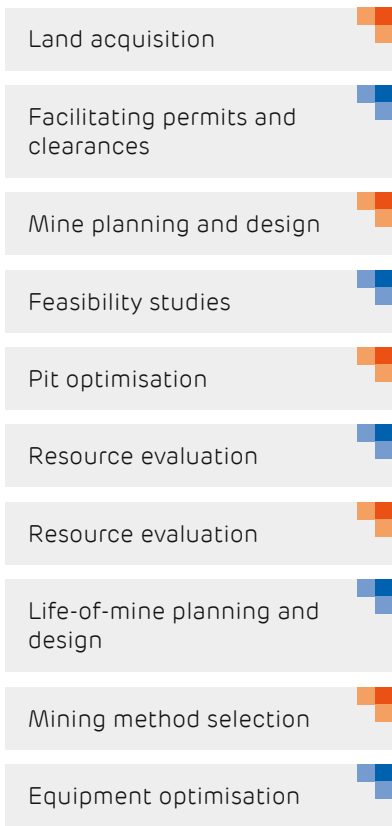 Land acquisition
Facilitating permits and
clearances
Mine planning and design
Feasibility studies
Pit optimisation
Resource evaluation
Resource evaluation
Life-of-mine planning and
design
Mining method selection
Equipment optimisation